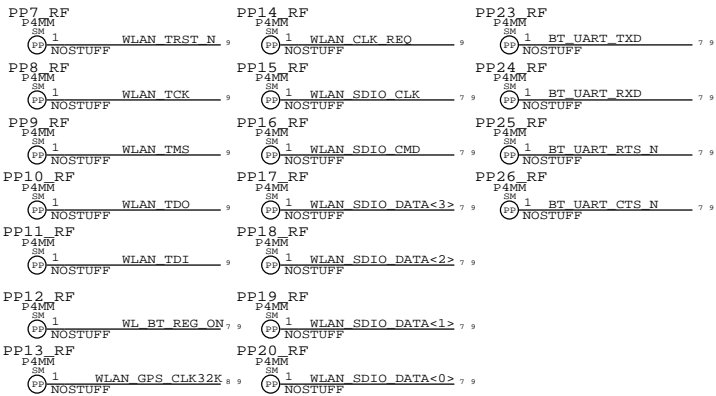 PP7_RF
P4MM
SM
PP 1 WLAN_TRST_N 9
NOSTUFF
PP8_RF
P4MM
SM
PP 1 WLAN_TCK 9
NOSTUFF
PP9_RF
P4MM
SM
PP 1 WLAN_TMS 9
NOSTUFF
PP10_RF
P4MM
SM
PP 1 WLAN_TDO 9
NOSTUFF
PP11_RF
P4MM
SM
PP 1 WLAN_TDI 9
NOSTUFF
PP12_RF
P4MM
SM
PP 1 WL_BT_REG_ON 7 9
NOSTUFF
PP13_RF
P4MM
SM
PP 1 WLAN_GPS_CLK32K 8 9
NOSTUFF
PP14_RF
P4MM
SM
PP 1 WLAN_CLK_REQ 9
NOSTUFF
PP15_RF
P4MM
SM
PP 1 WLAN_SDIO_CLK 7 9
NOSTUFF
PP16_RF
P4MM
SM
PP 1 WLAN_SDIO_CMD 7 9
NOSTUFF
PP17_RF
P4MM
SM
PP 1 WLAN_SDIO_DATA<3> 7 9
NOSTUFF
PP18_RF
P4MM
SM
PP 1 WLAN_SDIO_DATA<2> 7 9
NOSTUFF
PP19_RF
P4MM
SM
PP 1 WLAN_SDIO_DATA<1> 7 9
NOSTUFF
PP20_RF
P4MM
SM
PP 1 WLAN_SDIO_DATA<0> 7 9
NOSTUFF
PP23_RF
P4MM
SM
PP 1 BT_UART_TXD 7 9
NOSTUFF
PP24_RF
P4MM
SM
PP 1 BT_UART_RXD 7 9
NOSTUFF
PP25_RF
P4MM
SM
PP 1 BT_UART_RTS_N 7 9
NOSTUFF
PP26_RF
P4MM
SM
PP 1 BT_UART_CTS_N 7 9
NOSTUFF